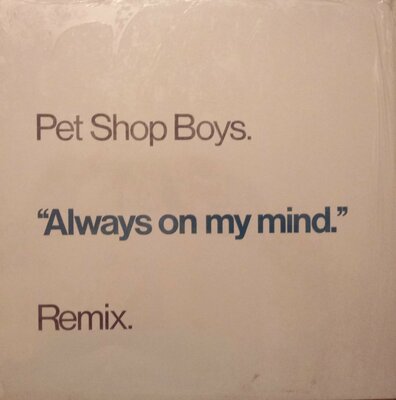 Pet Shop Boys.
“Always on my mind.”
Remix.